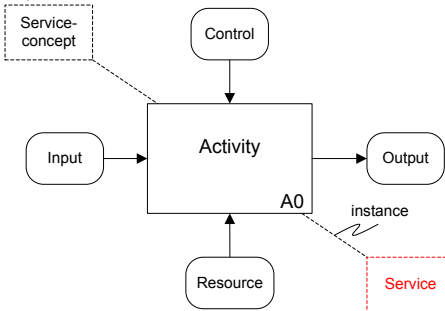 Service-
concept
Control
Activity
Input
Output
A0
instance
Resource
Service